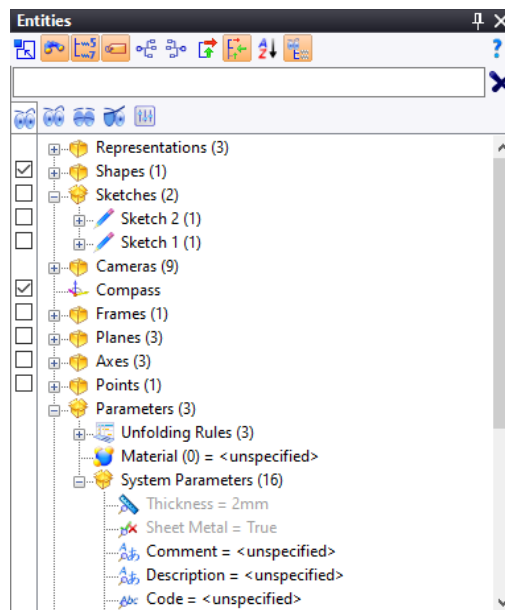 Entities
Representations (3)
Shapes (1)
Sketches (2)
Sketch 2 (1)
Sketch 1 (1)
Cameras (9)
Compass
Frames (1)
Planes (3)
Axes (3)
Points (1)
Parameters (3)
Unfolding Rules (3)
Material (0) = <unspecified>
System Parameters (16)
Thickness = 2mm
Sheet Metal = True
Comment = <unspecified>
Description = <unspecified>
Code = <unspecified>